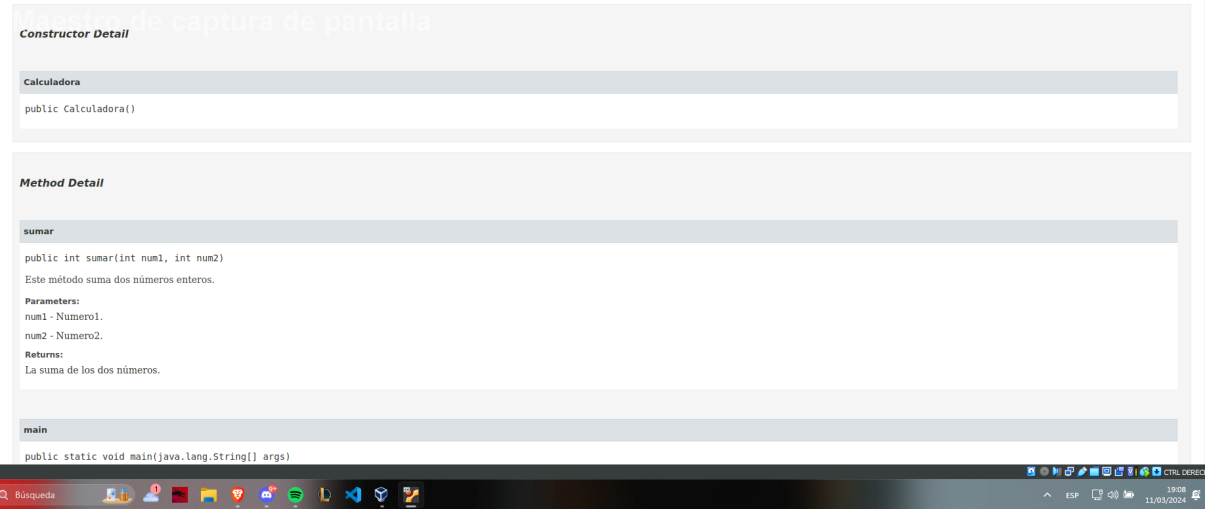 Maestro de captura de pantalla
Constructor Detail
Calculadora
public Calculadora()
Method Detail
sumar
public int sumar(int num1, int num2)
Este método suma dos números enteros.
Parameters:
num1 - Numero1.
num2 - Numero2.
Returns:
La suma de los dos números.
main
public static void main(java.lang.String[] args)
CTRL DEREC
Búsqueda
1
9+
ESP
19:08
11/03/2024